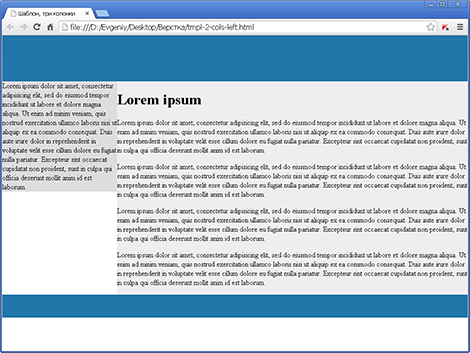 Шаблон, три колонки
file:///D:/Evgeniy/Desktop/Верстка/tmpl-2-cols-left.html
Lorem ipsum dolor sit amet, consectetur
adipisicing elit, sed do eiusmod tempor
incididunt ut labore et dolore magna
aliqua. Ut enim ad minim veniam, quis
nostrud exercitation ullamco laboris nisi ut
aliquip ex ea commodo consequat. Duis
aute irure dolor in reprehenderit in
voluptate velit esse cillum dolore eu fugiat
nulla pariatur. Excepteur sint occaecat
cupidatat non proident, sunt in culpa qui
officia deserunt mollit anim id est
laborum.
Lorem ipsum
Lorem ipsum dolor sit amet, consectetur adipisicing elit, sed do eiusmod tempor incididunt ut labore et dolore magna aliqua. Ut
enim ad minim veniam, quis nostrud exercitation ullamco laboris nisi ut aliquip ex ea commodo consequat. Duis aute irure dolor
in reprehenderit in voluptate velit esse cillum dolore eu fugiat nulla pariatur. Excepteur sint occaecat cupidatat non proident, sunt
in culpa qui officia deserunt mollit anim id est laborum.
Lorem ipsum dolor sit amet, consectetur adipisicing elit, sed do eiusmod tempor incididunt ut labore et dolore magna aliqua. Ut
enim ad minim veniam, quis nostrud exercitation ullamco laboris nisi ut aliquip ex ea commodo consequat. Duis aute irure dolor
in reprehenderit in voluptate velit esse cillum dolore eu fugiat nulla pariatur. Excepteur sint occaecat cupidatat non proident, sunt
in culpa qui officia deserunt mollit anim id est laborum.
Lorem ipsum dolor sit amet, consectetur adipisicing elit, sed do eiusmod tempor incididunt ut labore et dolore magna aliqua. Ut
enim ad minim veniam, quis nostrud exercitation ullamco laboris nisi ut aliquip ex ea commodo consequat. Duis aute irure dolor
in reprehenderit in voluptate velit esse cillum dolore eu fugiat nulla pariatur. Excepteur sint occaecat cupidatat non proident, sunt
in culpa qui officia deserunt mollit anim id est laborum.
Lorem ipsum dolor sit amet, consectetur adipisicing elit, sed do eiusmod tempor incididunt ut labore et dolore magna aliqua. Ut
enim ad minim veniam, quis nostrud exercitation ullamco laboris nisi ut aliquip ex ea commodo consequat. Duis aute irure dolor
in reprehenderit in voluptate velit esse cillum dolore eu fugiat nulla pariatur. Excepteur sint occaecat cupidatat non proident, sunt
in culpa qui officia deserunt mollit anim id est laborum.